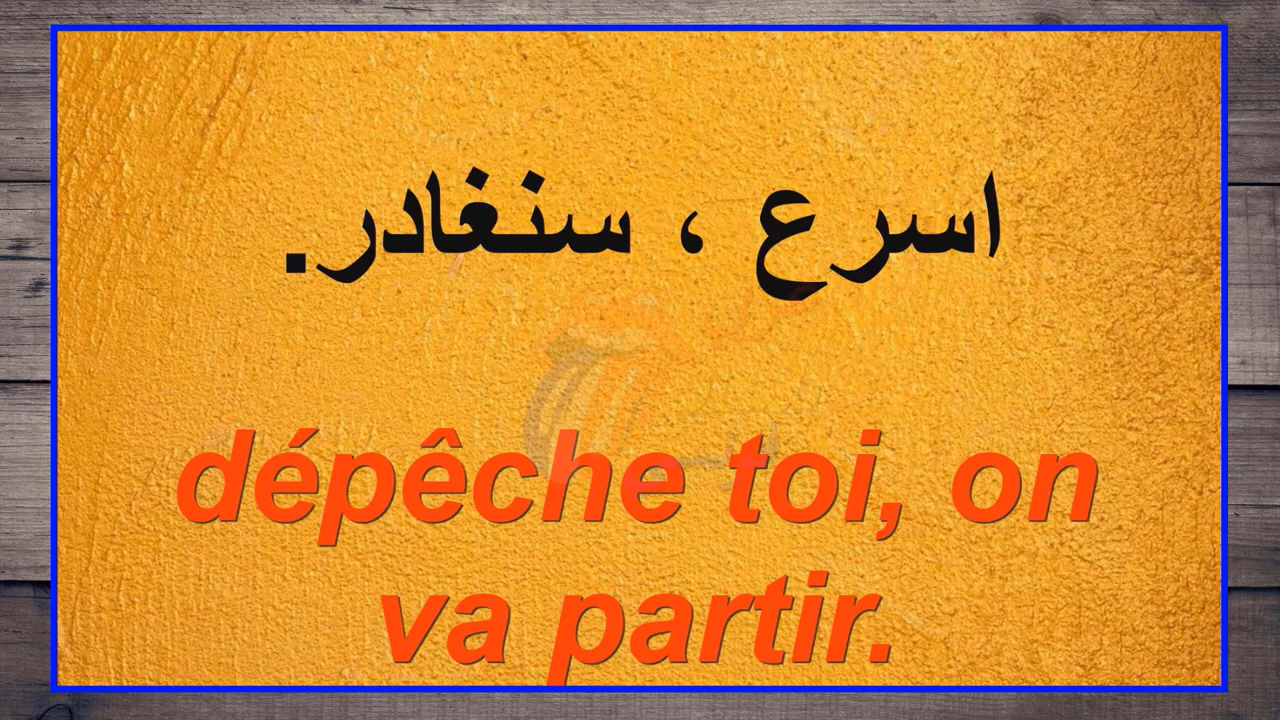 اسرع ، سنغادر.
dépêche toi, on
va partir.